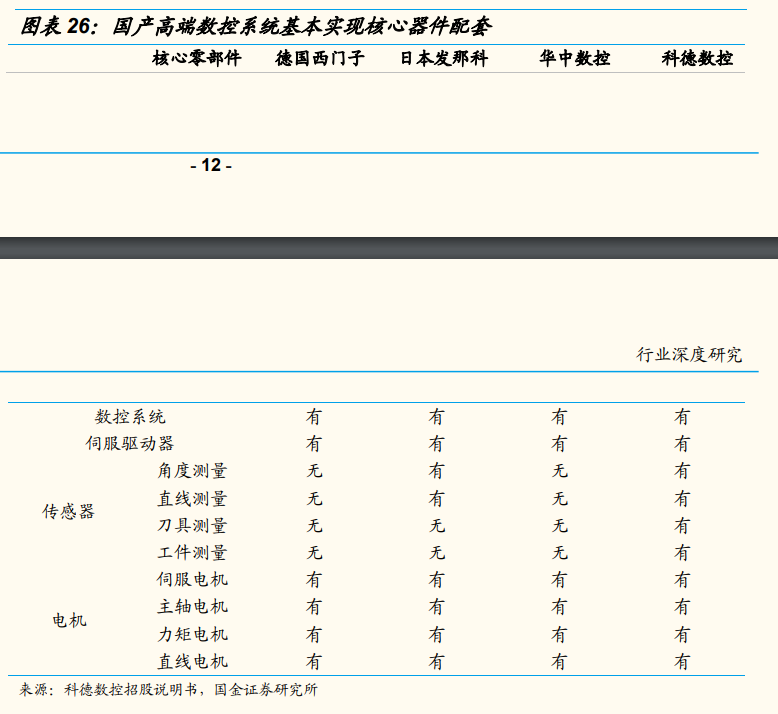 图表 26：国产高端数控系统基本实现核心器件配套
核心零部件 德国西门子 日本发那科 华中数控 科德数控
- 12 -
行业深度研究
数控系统 有 有 有 有
伺服驱动器 有 有 有 有
传感器
角度测量 无 有 无 有
直线测量 无 有 无 有
刀具测量 无 无 无 有
工件测量 无 无 无 有
电机
伺服电机 有 有 有 有
主轴电机 有 有 有 有
力矩电机 有 有 有 有
直线电机 有 有 有 有
来源：科德数控招股说明书，国金证券研究所